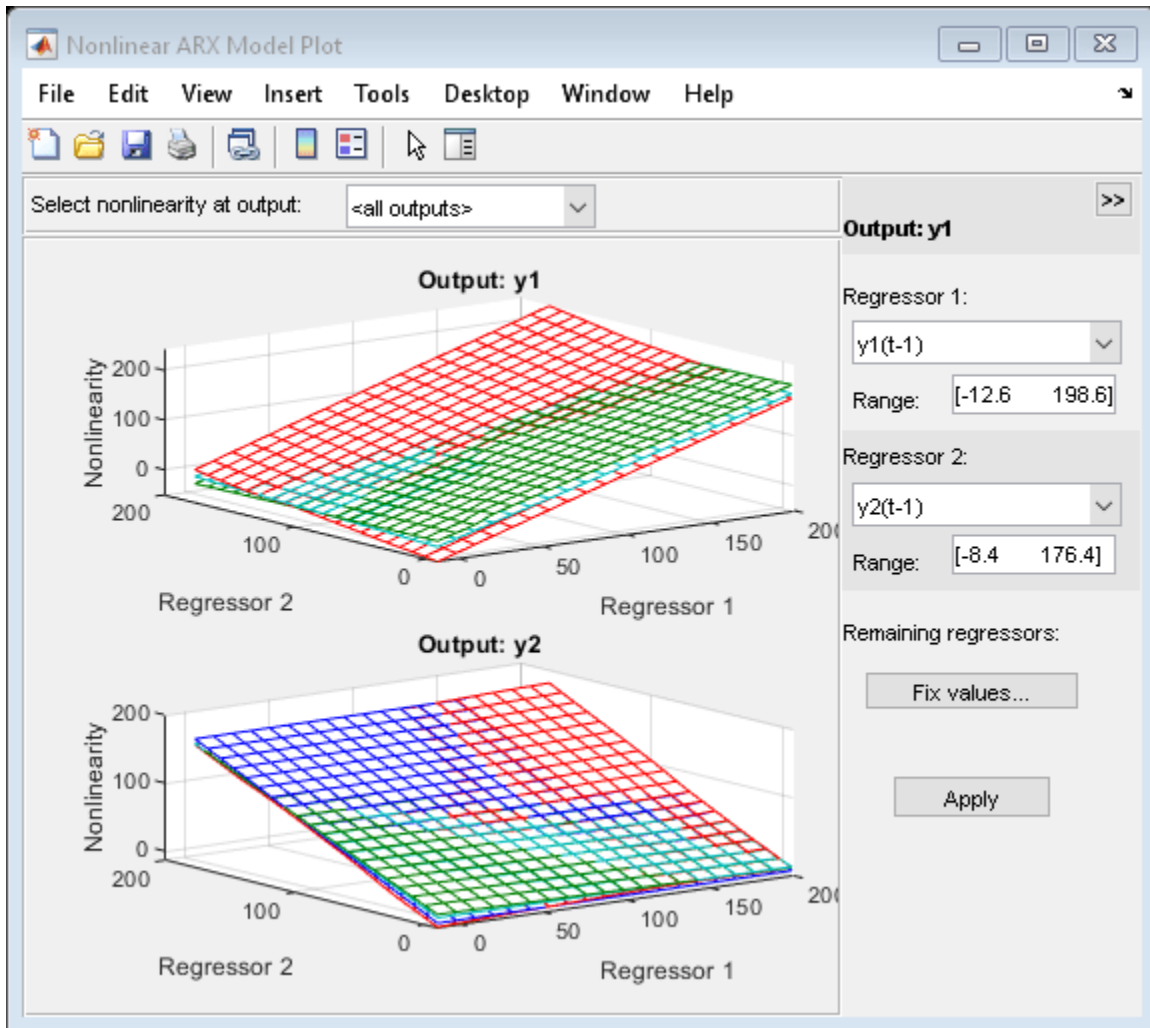 Nonlinear ARX Model Plot
File Edit View Insert Tools Desktop Window Help
Select nonlinearity at output: <all outputs>
>>
Output: y1
Output: y1
Nonlinearity
200
100
0
200
100
0
0
50
100
150
200
Regressor 2
Regressor 1
Output: y2
Nonlinearity
200
100
0
200
100
0
0
50
100
150
200
Regressor 2
Regressor 1
Regressor 1:
y1(t-1)
Range: [-12.6 198.6]
Regressor 2:
y2(t-1)
Range: [-8.4 176.4]
Remaining regressors:
Fix values...
Apply